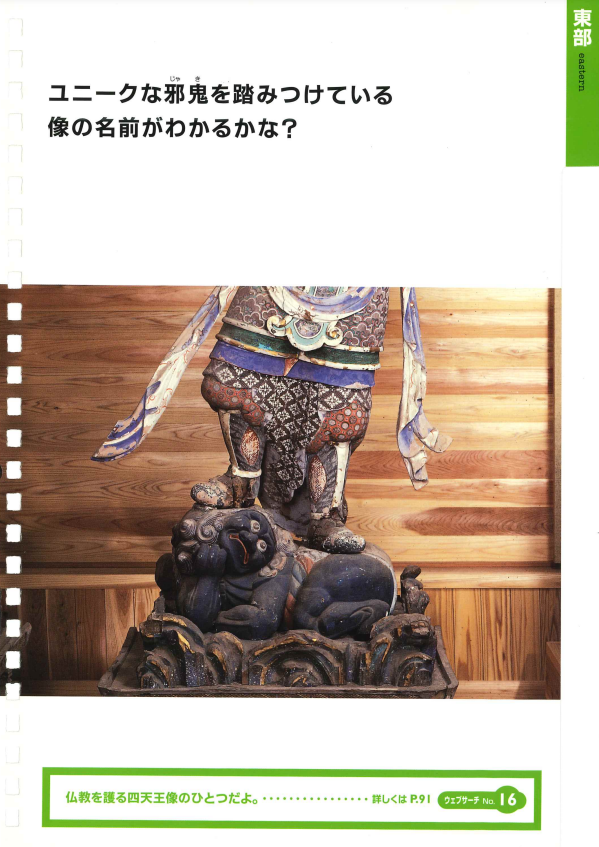 東部
eastern
ユニークな邪鬼を踏みつけている
じゃ き
像の名前がわかるかな？
仏教を護る四天王像のひとつだよ。················詳しくは P.91 ウェブサーチ No. 16